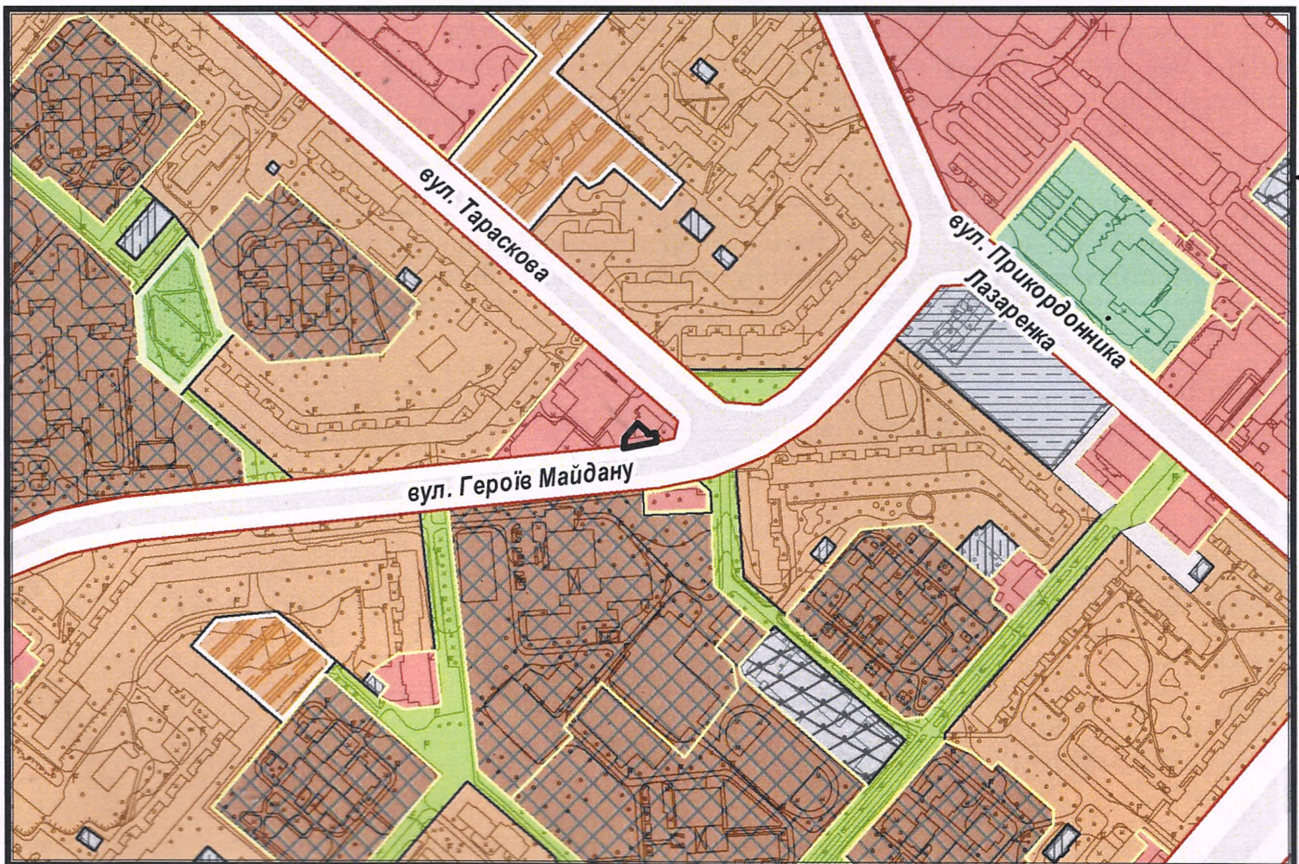 вул. Тараскова
вул. Прикордонника
Лазаренка
вул. Героїв Майдану